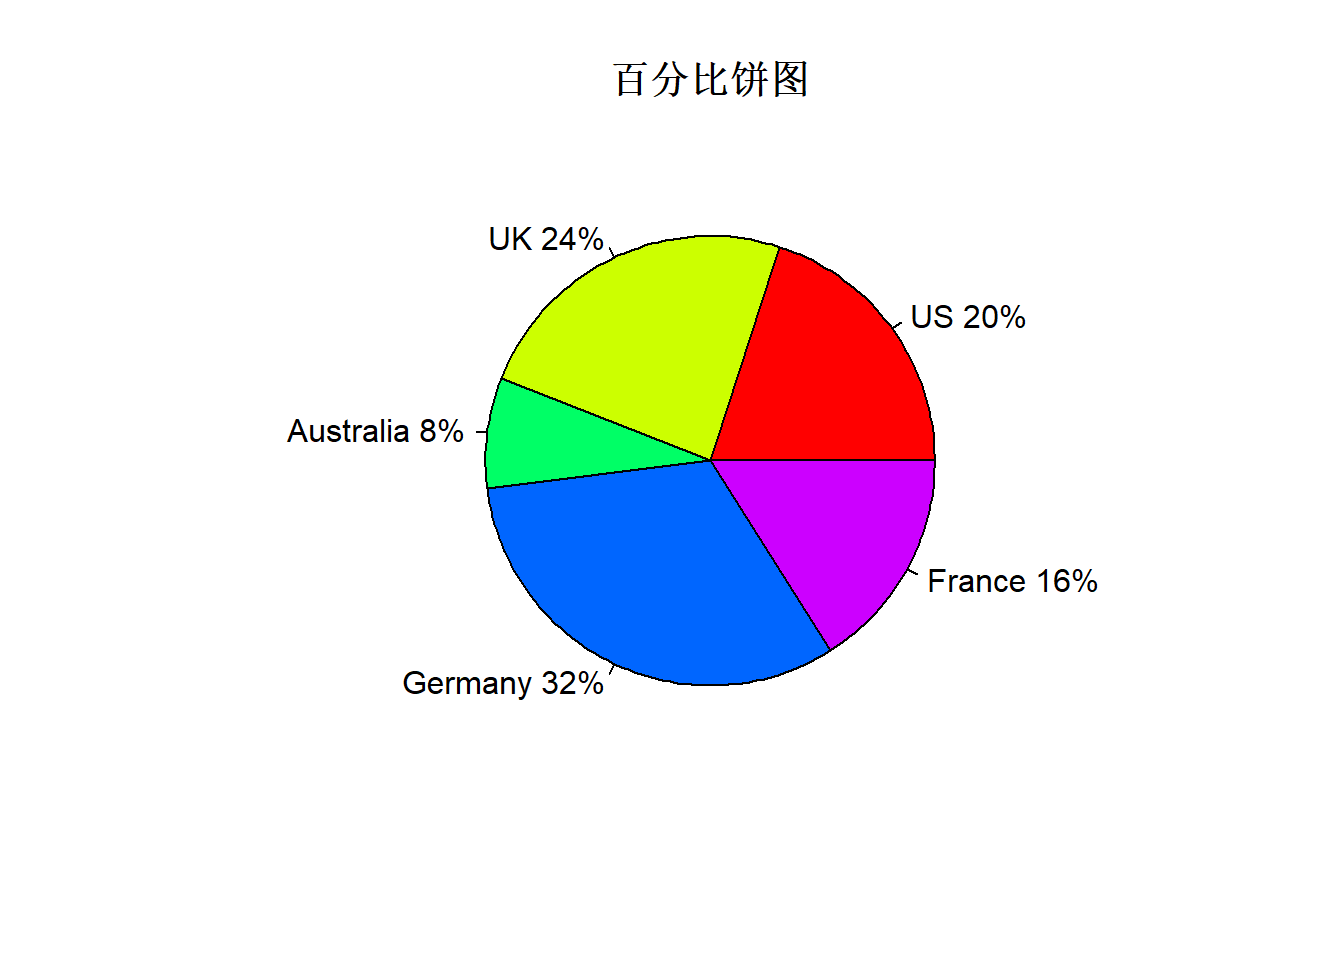 百分比饼图
UK 24%
US 20%
Australia 8%
France 16%
Germany 32%